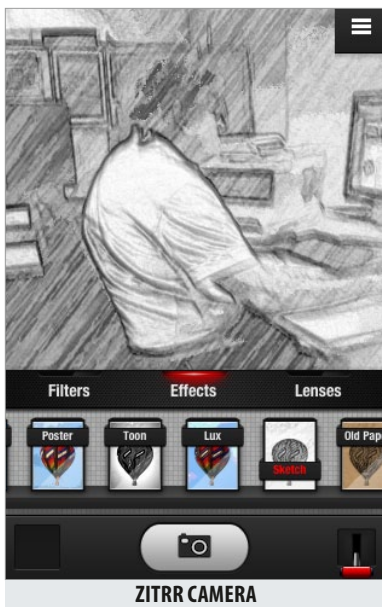 Filters Effects Lenses
Poster Toon Lux Sketch Old Pap
ZITRR CAMERA